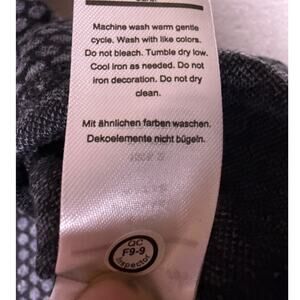 Machine wash warm gentle
cycle. Wash with like colors.
Do not bleach. Tumble dry low.
Cool iron as needed. Do not
iron decoration. Do not dry
clean.
Mit ähnlichen farben waschen.
Dekoelemente nicht bügeln.
QC
F9-9
Inspector